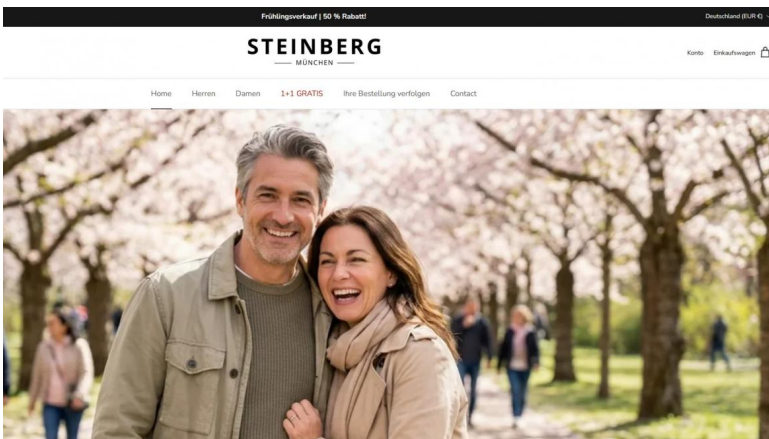 Frühlingsverkauf | 50 % Rabatt!
Deutschland (EUR €)
STEINBERG
MÜNCHEN
Konto Einkaufswagen
Home Herren Damen 1+1 GRATIS Ihre Bestellung verfolgen Contact